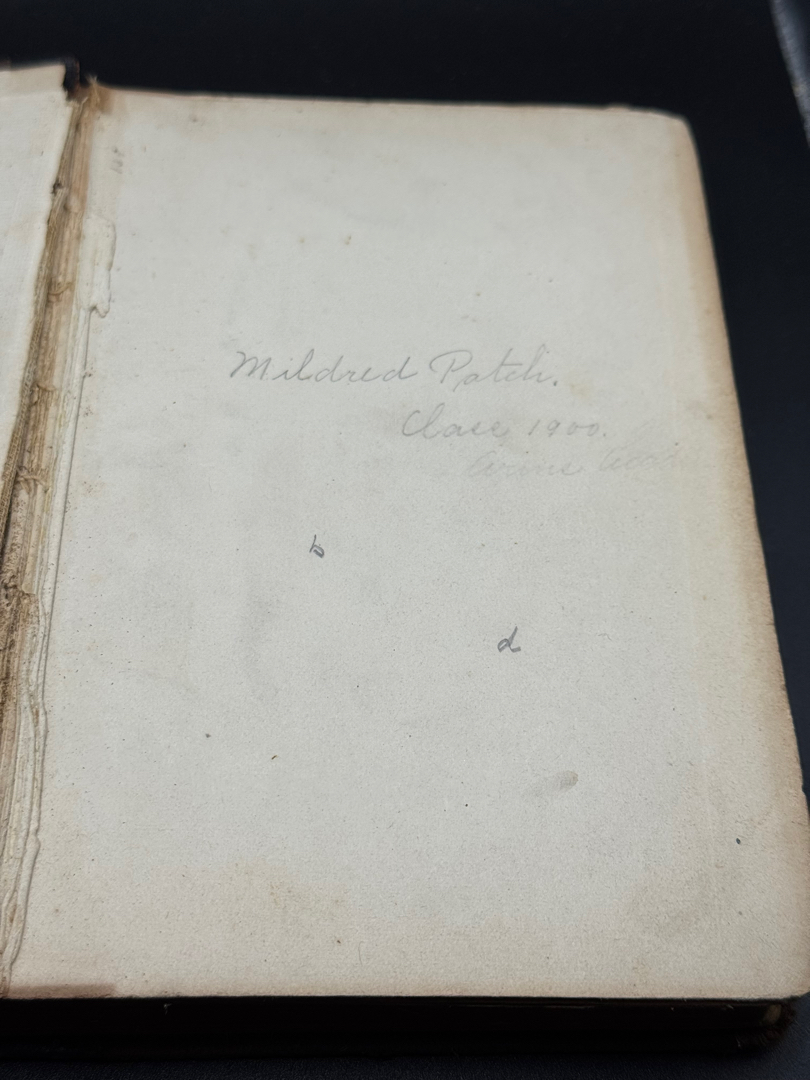 Mildred Patch.
Class 1900.
b
d